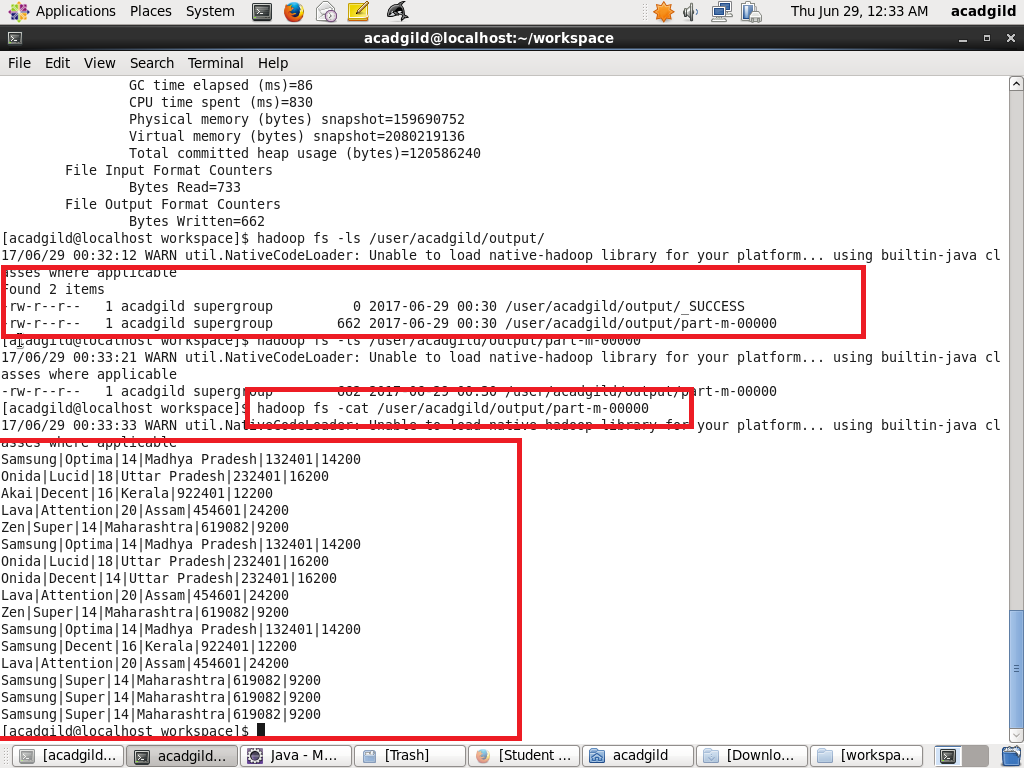 Applications Places System Thu Jun 29, 12:33 AM acadgild
acadgild@localhost:~/workspace
File Edit View Search Terminal Help
GC time elapsed (ms)=86
CPU time spent (ms)=830
Physical memory (bytes) snapshot=159690752
Virtual memory (bytes) snapshot=2080219136
Total committed heap usage (bytes)=120586240
File Input Format Counters
Bytes Read=733
File Output Format Counters
Bytes Written=662
[acadgild@localhost workspace]$ hadoop fs -ls /user/acadgild/output/
17/06/29 00:32:12 WARN util.NativeCodeLoader: Unable to load native-hadoop library for your platform... using builtin-java cl
asses where applicable
Found 2 items
-rw-r--r--   1 acadgild supergroup          0 2017-06-29 00:30 /user/acadgild/output/_SUCCESS
-rw-r--r--   1 acadgild supergroup        662 2017-06-29 00:30 /user/acadgild/output/part-m-00000
[acadgild@localhost workspace]$ hadoop fs -ls /user/acadgild/output/part-m-00000
17/06/29 00:33:21 WARN util.NativeCodeLoader: Unable to load native-hadoop library for your platform... using builtin-java cl
asses where applicable
-rw-r--r--   1 acadgild supergroup        662 2017-06-29 00:30 /user/acadgild/output/part-m-00000
[acadgild@localhost workspace]$ hadoop fs -cat /user/acadgild/output/part-m-00000
17/06/29 00:33:33 WARN util.NativeCodeLoader: Unable to load native-hadoop library for your platform... using builtin-java cl
asses where applicable
Samsung|Optima|14|Madhya Pradesh|132401|14200
Onida|Lucid|18|Uttar Pradesh|232401|16200
Akai|Decent|16|Kerala|922401|12200
Lava|Attention|20|Assam|454601|24200
Zen|Super|14|Maharashtra|619082|9200
Samsung|Optima|14|Madhya Pradesh|132401|14200
Onida|Lucid|18|Uttar Pradesh|232401|16200
Onida|Decent|14|Uttar Pradesh|232401|16200
Lava|Attention|20|Assam|454601|24200
Zen|Super|14|Maharashtra|619082|9200
Samsung|Optima|14|Madhya Pradesh|132401|14200
Samsung|Decent|16|Kerala|922401|12200
Lava|Attention|20|Assam|454601|24200
Samsung|Super|14|Maharashtra|619082|9200
Samsung|Super|14|Maharashtra|619082|9200
Samsung|Super|14|Maharashtra|619082|9200
[acadgild@localhost workspace]$
[acadgild... acadgild... Java - M... [Trash] [Student ... acadgild [Downlo... [workspa...